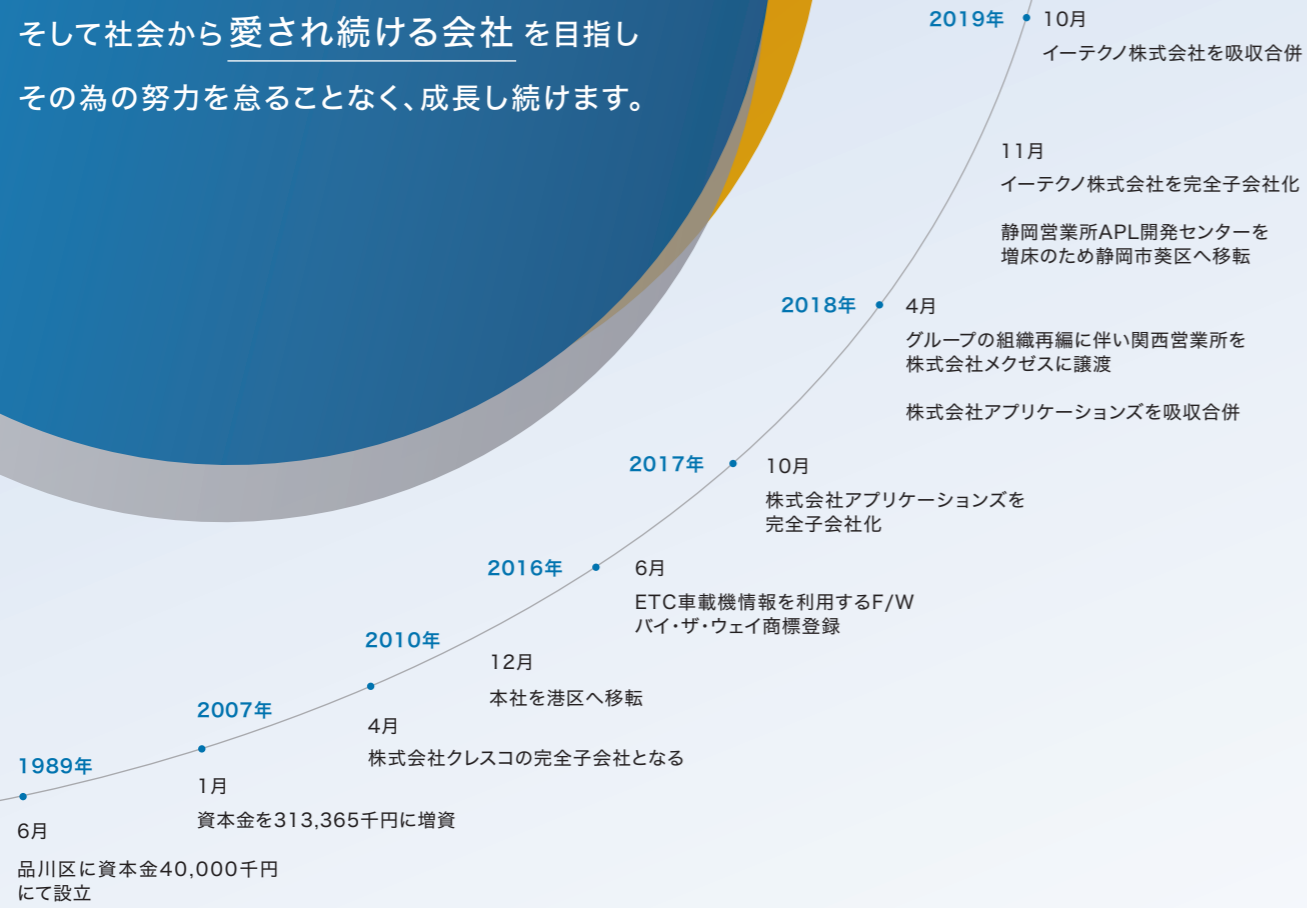 そして社会から愛され続ける会社を目指し
その為の努力を怠ることなく、成長し続けます。
2019年
10月
イーテクノ株式会社を吸収合併
11月
イーテクノ株式会社を完全子会社化
静岡営業所APL開発センターを
増床のため静岡市葵区へ移転
2018年
4月
グループの組織再編に伴い関西営業所を
株式会社メクゼスに譲渡
株式会社アプリケーションズを吸収合併
2017年
10月
株式会社アプリケーションズを
完全子会社化
2016年
6月
ETC車載機情報を利用するF/W
バイ・ザ・ウェイ商標登録
12月
本社を港区へ移転
2010年
4月
株式会社クレスコの完全子会社となる
2007年
1月
資本金を313,365千円に増資
1989年
6月
品川区に資本金40,000千円
にて設立